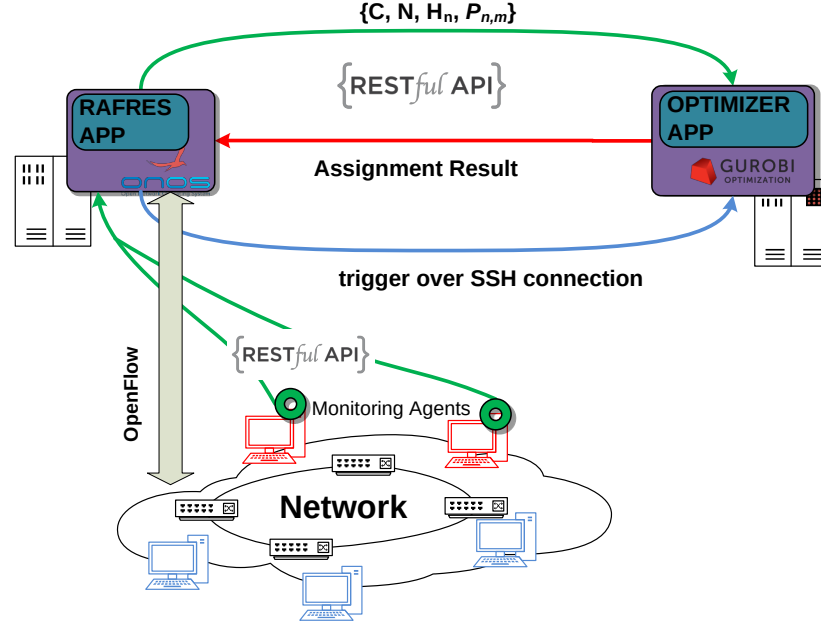 {C, N, Hn, Pn,m}
{RESTful API}
RAFRES
APP
OPTIMIZER
APP
Assignment Result
onos
GUROBI
OPTIMIZATION
trigger over SSH connection
{RESTful API}
OpenFlow
Monitoring Agents
Network